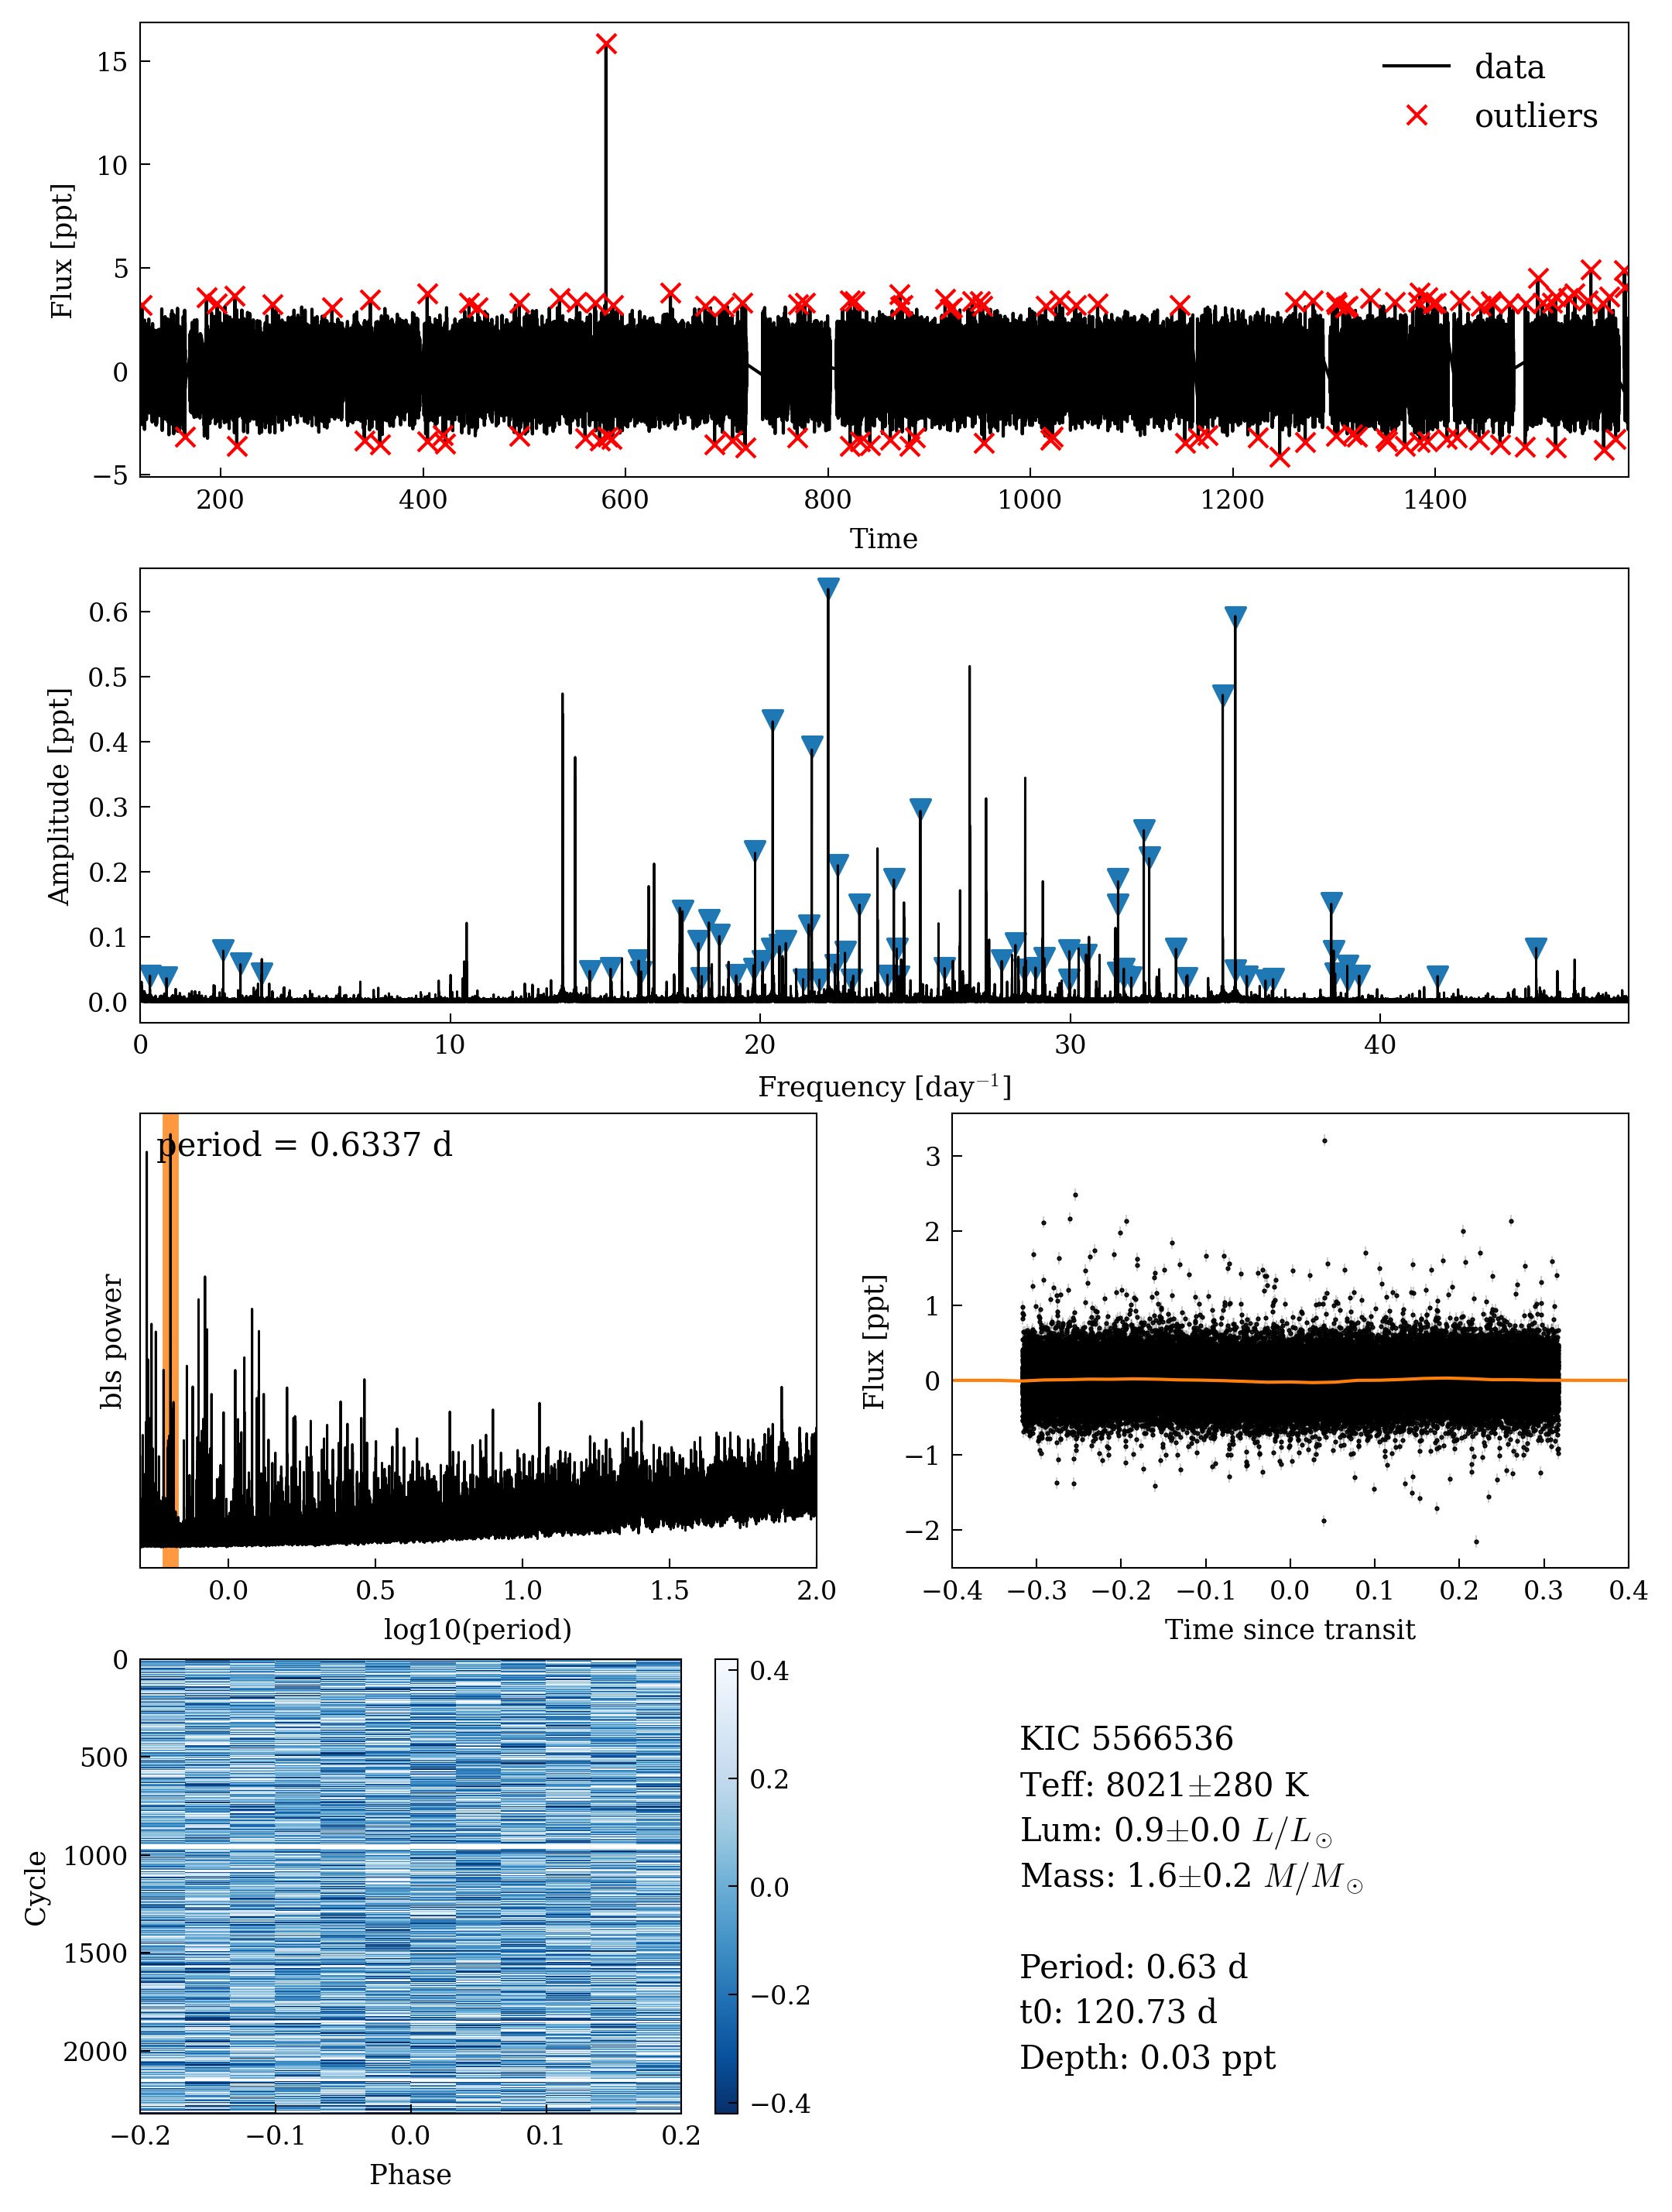 15
10
5
0
−5
Flux [ppt]
data
outliers
200 400 600 800 1000 1200 1400
Time
0.6
0.5
0.4
0.3
0.2
0.1
0.0
Amplitude [ppt]
0 10 20 30 40
Frequency [day⁻¹]
period = 0.6337 d
bls power
0.0 0.5 1.0 1.5 2.0
log10(period)
3
2
1
0
−1
−2
Flux [ppt]
−0.4 −0.3 −0.2 −0.1 0.0 0.1 0.2 0.3 0.4
Time since transit
0
500
1000
1500
2000
Cycle
−0.2 −0.1 0.0 0.1 0.2
Phase
0.4
0.2
0.0
−0.2
−0.4
KIC 5566536
Teff: 8021±280 K
Lum: 0.9±0.0 L/L⊙
Mass: 1.6±0.2 M/M⊙
Period: 0.63 d
t0: 120.73 d
Depth: 0.03 ppt